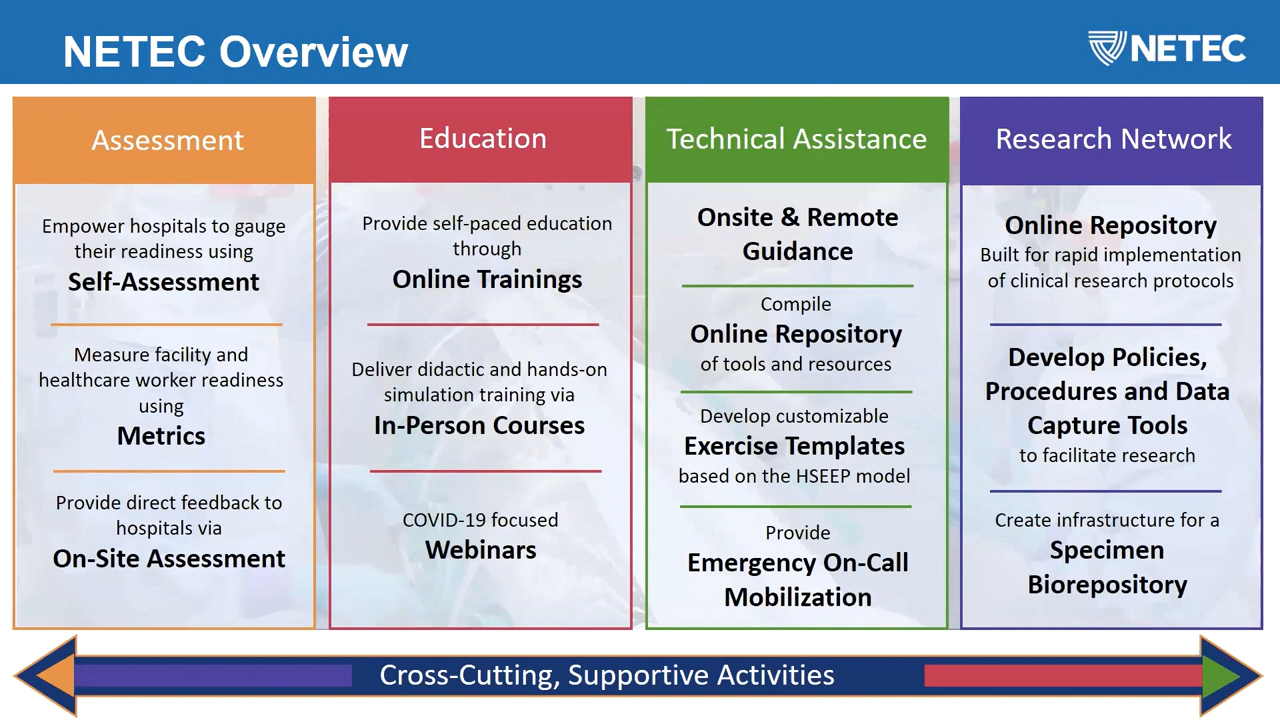 NETEC Overview
NETEC
Assessment
Empower hospitals to gauge
their readiness using
Self-Assessment
Measure facility and
healthcare worker readiness
using
Metrics
Provide direct feedback to
hospitals via
On-Site Assessment
Education
Provide self-paced education
through
Online Trainings
Deliver didactic and hands-on
simulation training via
In-Person Courses
COVID-19 focused
Webinars
Technical Assistance
Onsite & Remote
Guidance
Compile
Online Repository
of tools and resources
Develop customizable
Exercise Templates
based on the HSEEP model
Provide
Emergency On-Call
Mobilization
Research Network
Online Repository
Built for rapid implementation
of clinical research protocols
Develop Policies,
Procedures and Data
Capture Tools
to facilitate research
Create infrastructure for a
Specimen
Biorepository
Cross-Cutting, Supportive Activities